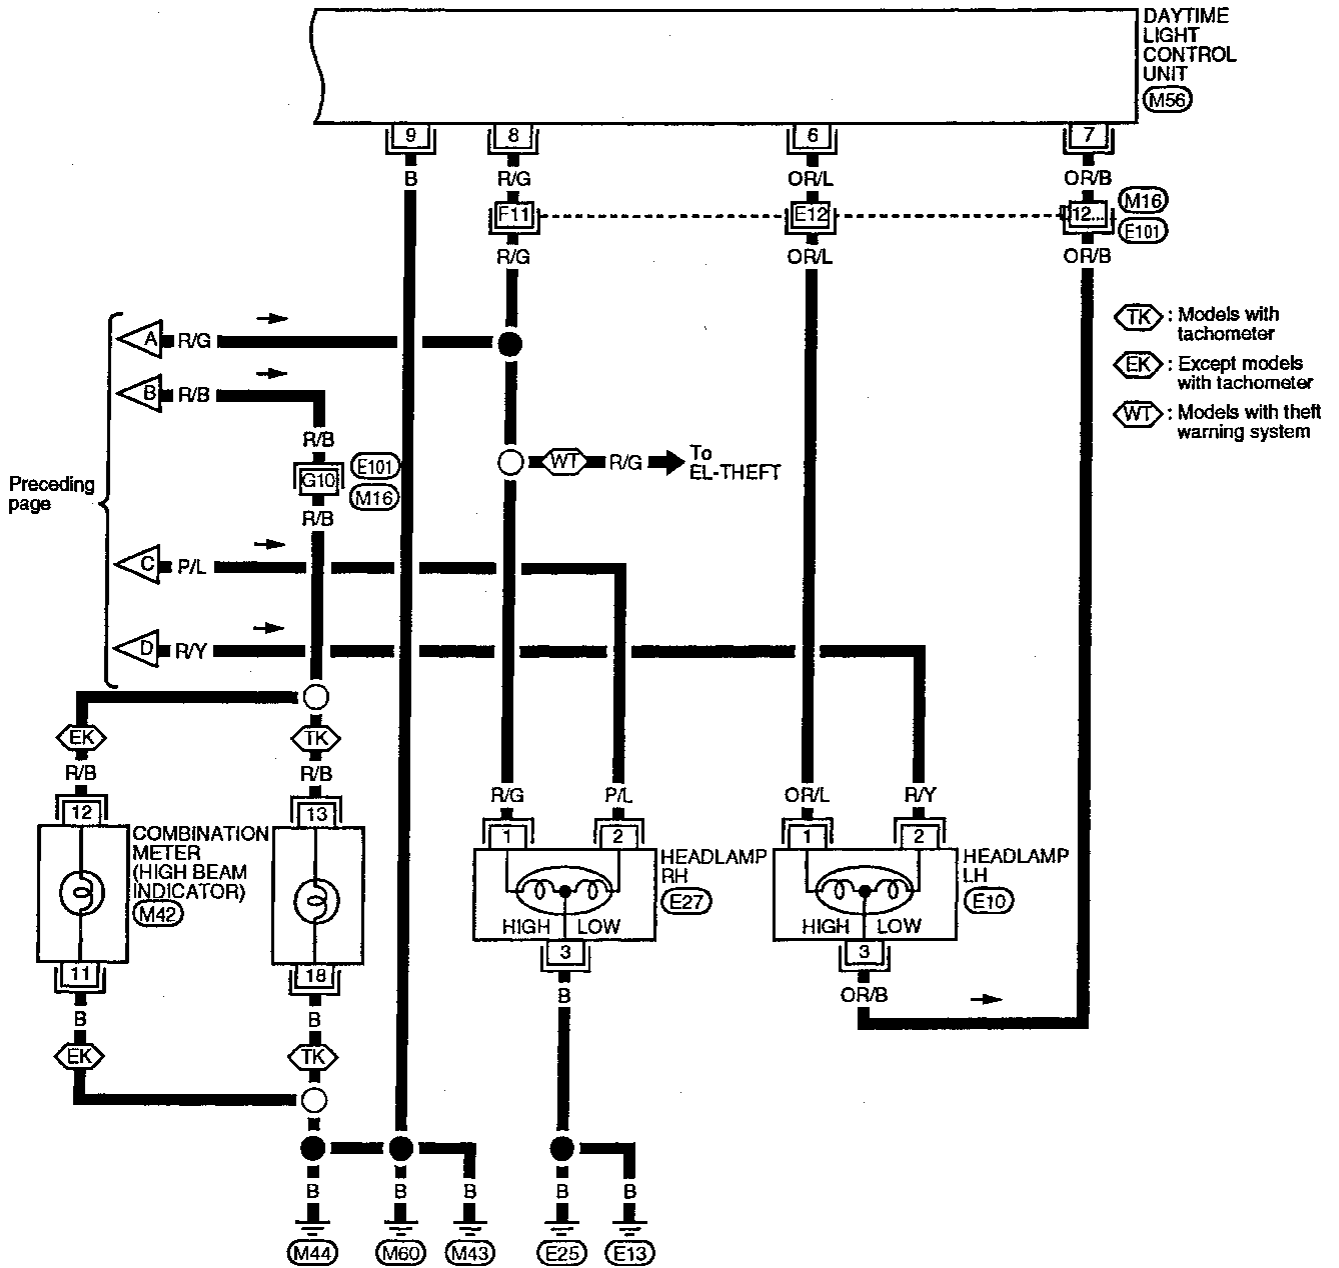 DAYTIME
LIGHT
CONTROL
UNIT
M56
9
8
6
7
B
R/G
OR/L
OR/B
F11
E12
12...
M16
E101
R/G
OR/L
OR/B
TK : Models with
tachometer
EK : Except models
with tachometer
WT : Models with theft
warning system
A R/G
B R/B
R/B
G10
E101
M16
R/B
WT R/G To
EL-THEFT
Preceding
page
C P/L
D R/Y
EK
TK
R/B
R/B
12
13
COMBINATION
METER
(HIGH BEAM
INDICATOR)
M42
11
18
B
B
EK
TK
R/G
P/L
OR/L
R/Y
1
2
1
2
HEADLAMP
RH
E27
HEADLAMP
LH
E10
HIGH LOW
HIGH LOW
3
3
B
OR/B
B
B
B
B
B
M44
M60
M43
E25
E13